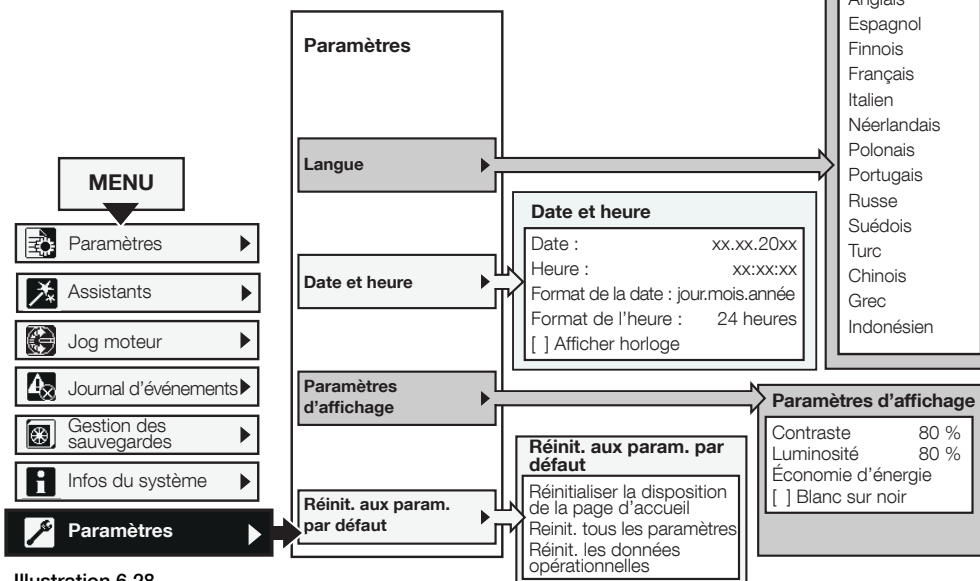 MENU
Paramètres
Assistants
Jog moteur
Journal d'événements
Gestion des
sauvegardes
Infos du système
Paramètres
Paramètres
Langue
Date et heure
Paramètres
d'affichage
Réinit. aux param.
par défaut
Anglais
Espagnol
Finnois
Français
Italien
Néerlandais
Polonais
Portugais
Russe
Suédois
Turc
Chinois
Grec
Indonésien
Date et heure
Date : xx.xx.20xx
Heure : xx:xx:xx
Format de la date : jour.mois.année
Format de l'heure : 24 heures
[ ] Afficher horloge
Paramètres d'affichage
Contraste 80 %
Luminosité 80 %
Économie d'énergie
[ ] Blanc sur noir
Réinit. aux param. par
défaut
Réinitialiser la disposition
de la page d'accueil
Reinit. tous les paramètres
Réinit. les données
opérationnelles
Illustration 6.28